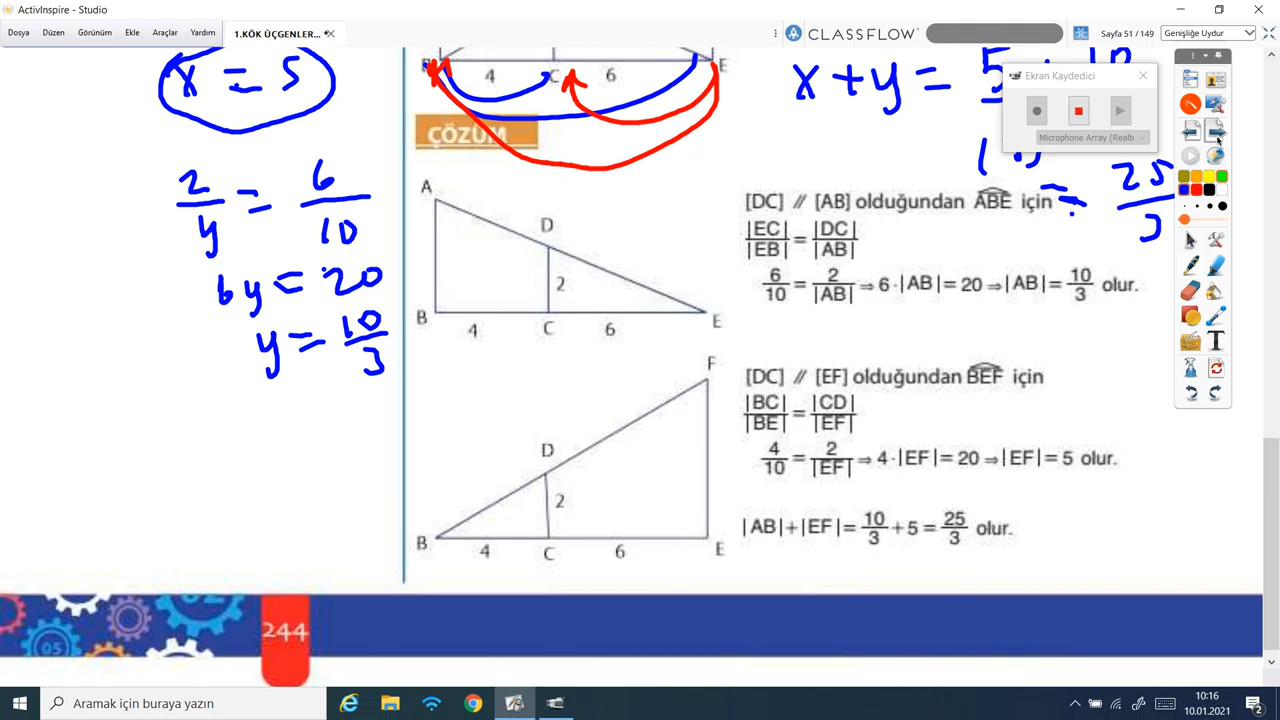 ActivInspire - Studio
Dosya Düzen Görünüm Ekle Araçlar Yardım
1.KÖK ÜÇGENLER...
CLASSFLOW
Sayfa 51 / 149
Genişliğe Uydur
Ekran Kaydedici
Microphone Array (Realt
x = 5
4 C 6 E
x + y = 5
ÇÖZÜM
2/y = 6/10
6y = 20
y = 10/3
= 25/3
A
D
2
B 4 C 6 E
[DC] // [AB] olduğundan ABE için
|EC|/|EB| = |DC|/|AB|
6/10 = 2/|AB| ⇒ 6 · |AB| = 20 ⇒ |AB| = 10/3 olur.
F
D
2
B 4 C 6 E
[DC] // [EF] olduğundan BEF için
|BC|/|BE| = |CD|/|EF|
4/10 = 2/|EF| ⇒ 4 · |EF| = 20 ⇒ |EF| = 5 olur.
|AB| + |EF| = 10/3 + 5 = 25/3 olur.
05
244
Aramak için buraya yazın
10:16
10.01.2021
2